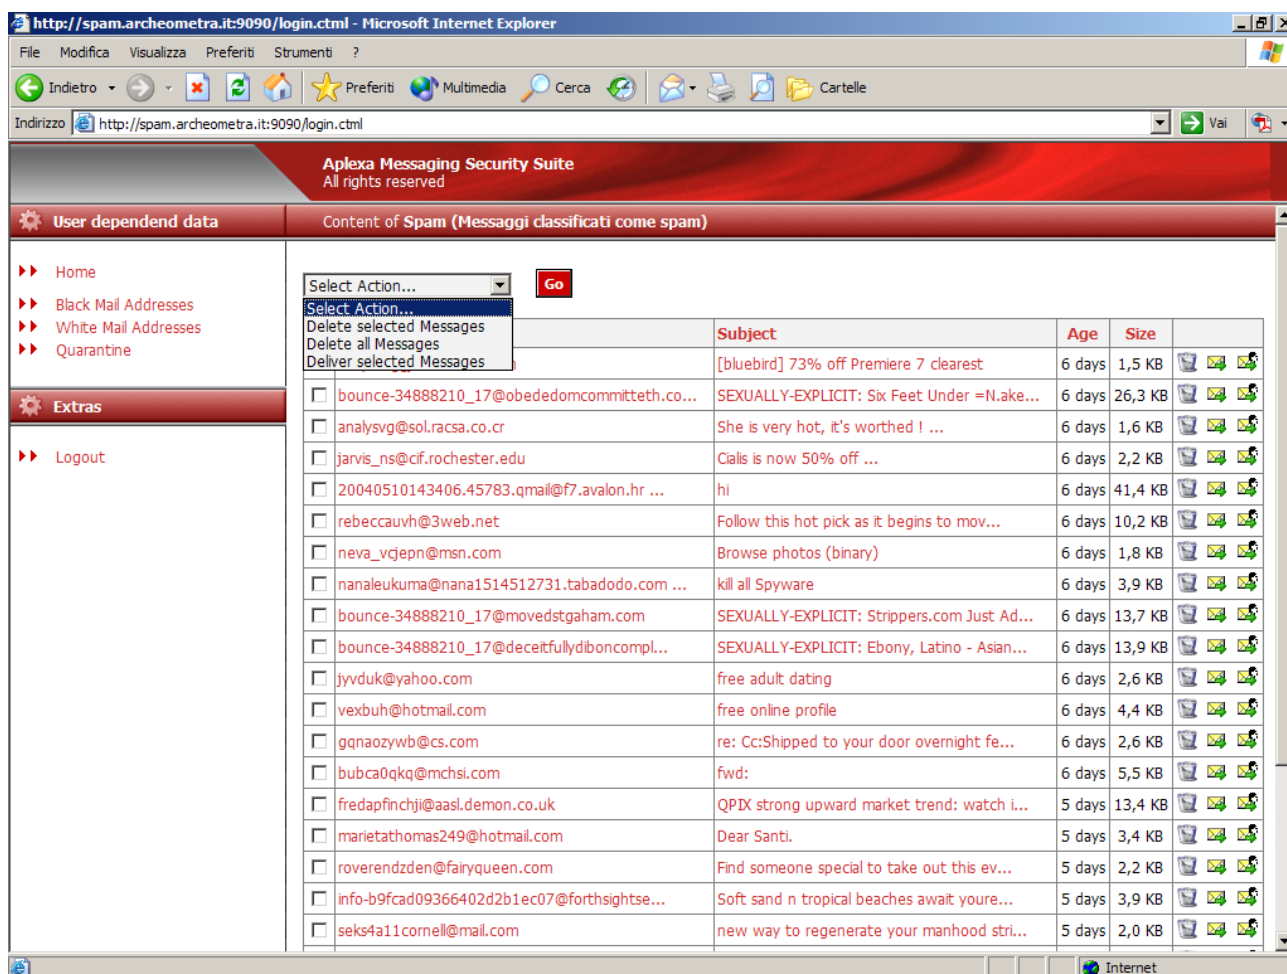 http://spam.archeometra.it:9090/login.ctml - Microsoft Internet Explorer
File Modifica Visualizza Preferiti Strumenti ?
Indietro Preferiti Multimedia Cerca Cartelle
Indirizzo http://spam.archeometra.it:9090/login.ctml Vai
Aplexa Messaging Security Suite
All rights reserved
User dependend data Content of Spam (Messaggi classificati come spam)
Home
Black Mail Addresses
White Mail Addresses
Quarantine
Extras
Logout
Select Action... Go
Select Action...
Delete selected Messages
Delete all Messages
Deliver selected Messages
Subject Age Size
[bluebird] 73% off Premiere 7 clearest 6 days 1,5 KB
bounce-34888210_17@obededomcommitteth.co... SEXUALLY-EXPLICIT: Six Feet Under =N.ake... 6 days 26,3 KB
analysvg@sol.racsa.co.cr She is very hot, it's worthed ! ... 6 days 1,6 KB
jarvis_ns@cif.rochester.edu Cialis is now 50% off ... 6 days 2,2 KB
20040510143406.45783.qmail@f7.avalon.hr ... hi 6 days 41,4 KB
rebeccauvh@3web.net Follow this hot pick as it begins to mov... 6 days 10,2 KB
neva_vcjepn@msn.com Browse photos (binary) 6 days 1,8 KB
nanaleukuma@nana1514512731.tabadodo.com ... kill all Spyware 6 days 3,9 KB
bounce-34888210_17@movedstgaham.com SEXUALLY-EXPLICIT: Strippers.com Just Ad... 6 days 13,7 KB
bounce-34888210_17@deceitfullydiboncompl... SEXUALLY-EXPLICIT: Ebony, Latino - Asian... 6 days 13,9 KB
jyvduk@yahoo.com free adult dating 6 days 2,6 KB
vexbuh@hotmail.com free online profile 6 days 4,4 KB
gqnaozywb@cs.com re: Cc:Shipped to your door overnight fe... 6 days 2,6 KB
bubca0qkq@mchsi.com fwd: 6 days 5,5 KB
fredapfinchji@aasl.demon.co.uk QPIX strong upward market trend: watch i... 5 days 13,4 KB
marietathomas249@hotmail.com Dear Santi. 5 days 3,4 KB
roverendzden@fairyqueen.com Find someone special to take out this ev... 5 days 2,2 KB
info-b9fcad09366402d2b1ec07@forthsightse... Soft sand n tropical beaches await youre... 5 days 3,9 KB
seks4a11cornell@mail.com new way to regenerate your manhood stri... 5 days 2,0 KB
Internet